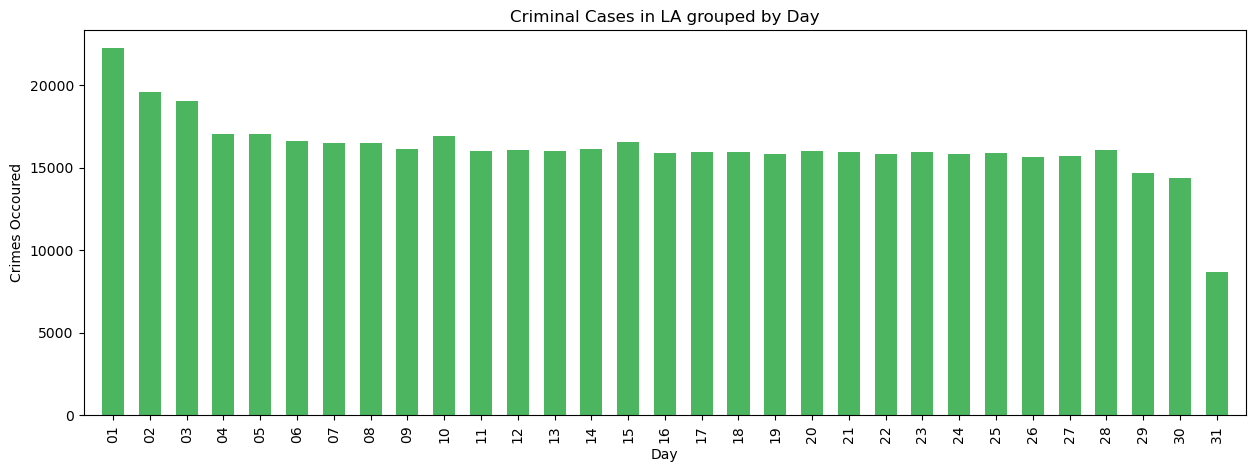 Criminal Cases in LA grouped by Day
Crimes Occoured
20000
15000
10000
5000
0
01 02 03 04 05 06 07 08 09 10 11 12 13 14 15 16 17 18 19 20 21 22 23 24 25 26 27 28 29 30 31
Day